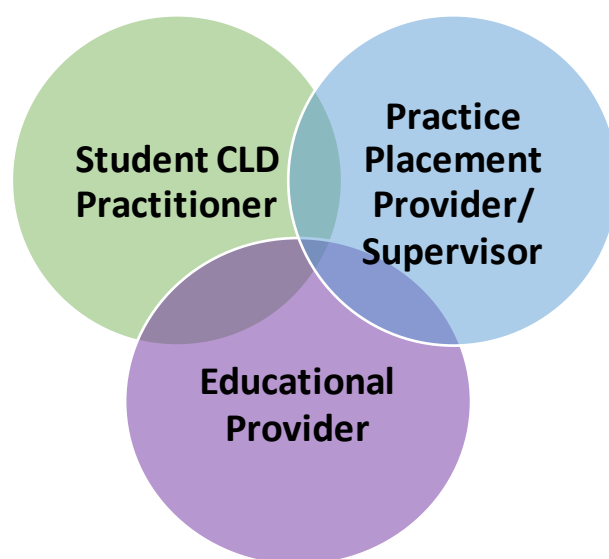 Student CLD
Practitioner
Practice
Placement
Provider/
Supervisor
Educational
Provider